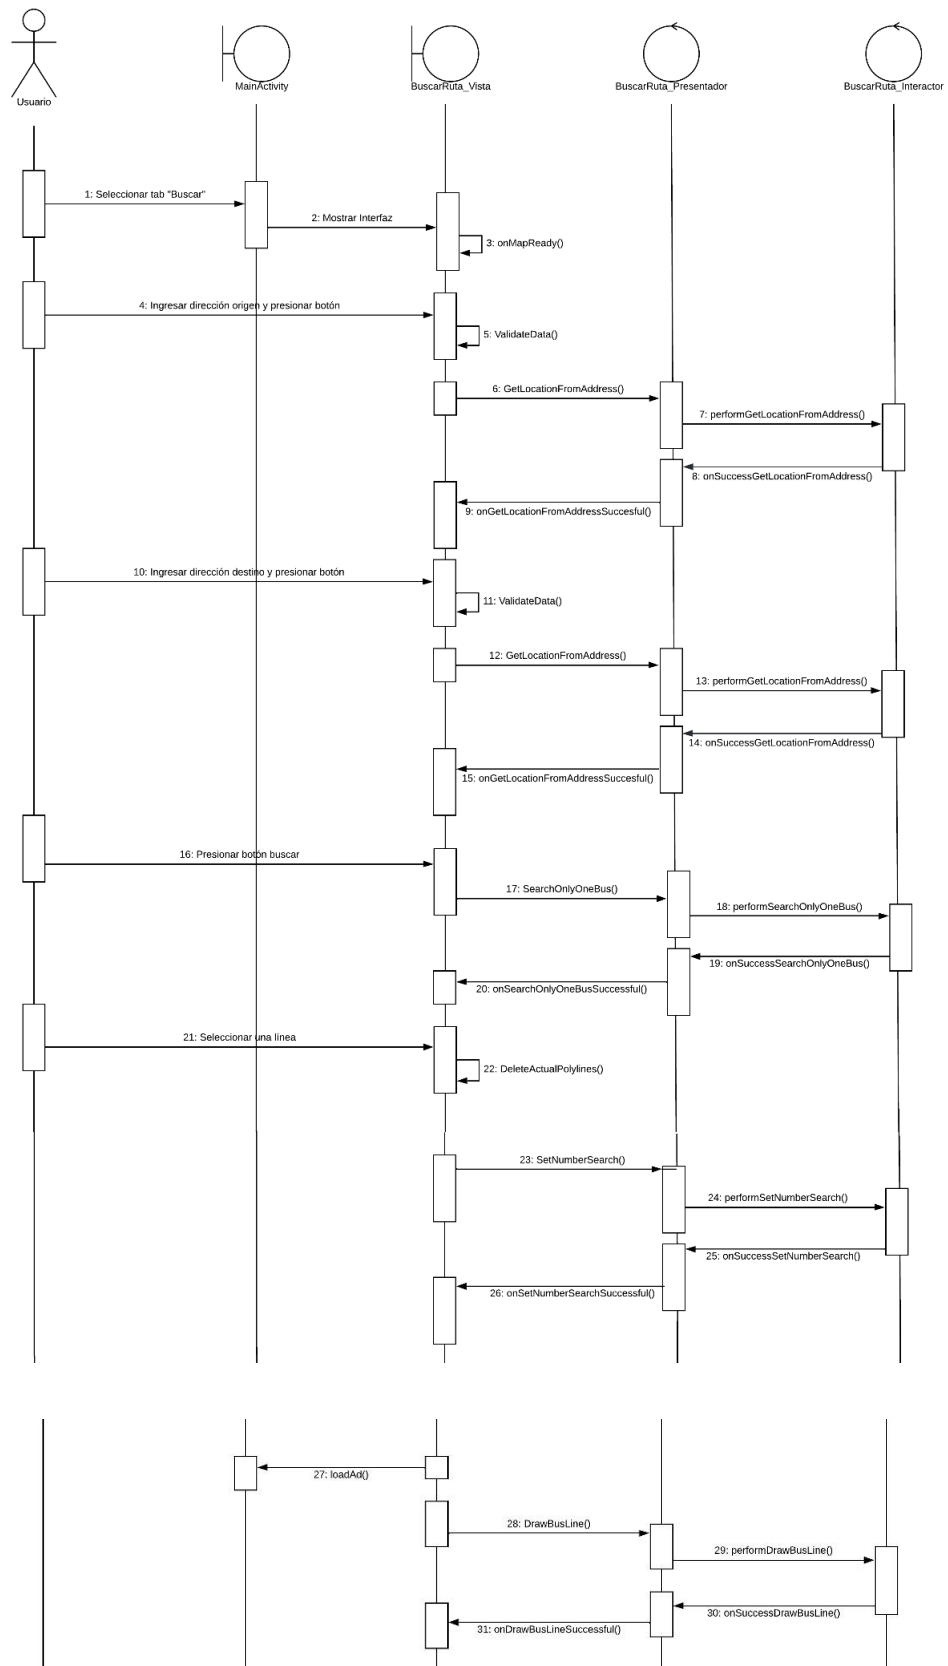 Usuario
MainActivity
BuscarRuta_Vista
BuscarRuta_Presentador
BuscarRuta_Interactor
1: Seleccionar tab "Buscar"
2: Mostrar Interfaz
3: onMapReady()
4: Ingresar dirección origen y presionar botón
5: ValidateData()
6: GetLocationFromAddress()
7: performGetLocationFromAddress()
8: onSuccessGetLocationFromAddress()
9: onGetLocationFromAddressSuccesful()
10: Ingresar dirección destino y presionar botón
11: ValidateData()
12: GetLocationFromAddress()
13: performGetLocationFromAddress()
14: onSuccessGetLocationFromAddress()
15: onGetLocationFromAddressSuccesful()
16: Presionar botón buscar
17: SearchOnlyOneBus()
18: performSearchOnlyOneBus()
19: onSuccessSearchOnlyOneBus()
20: onSearchOnlyOneBusSuccessful()
21: Seleccionar una línea
22: DeleteActualPolylines()
23: SetNumberSearch()
24: performSetNumberSearch()
25: onSuccessSetNumberSearch()
26: onSetNumberSearchSuccessful()
27: loadAd()
28: DrawBusLine()
29: performDrawBusLine()
30: onSuccessDrawBusLine()
31: onDrawBusLineSuccessful()